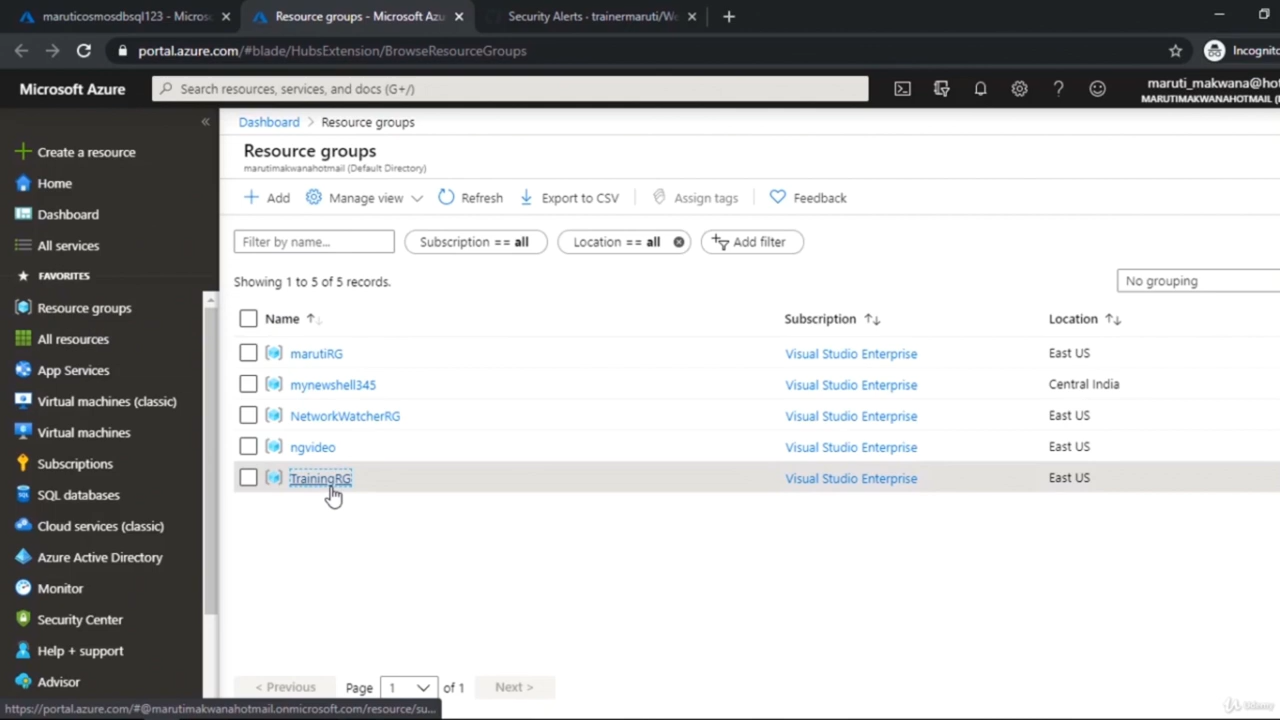 maruticosmosdbsql123 - Micros
Resource groups - Microsoft Azu
Security Alerts - trainermaruti/We
portal.azure.com/#blade/HubsExtension/BrowseResourceGroups
Incognito
Microsoft Azure
Search resources, services, and docs (G+/)
maruti_makwana@hot
MARUTIMAKWANAHOTMAIL (
Create a resource
Home
Dashboard
All services
FAVORITES
Resource groups
All resources
App Services
Virtual machines (classic)
Virtual machines
Subscriptions
SQL databases
Cloud services (classic)
Azure Active Directory
Monitor
Security Center
Help + support
Advisor
Dashboard > Resource groups
Resource groups
marutimakwanahotmail (Default Directory)
Add Manage view Refresh Export to CSV Assign tags Feedback
Filter by name... Subscription == all Location == all Add filter
Showing 1 to 5 of 5 records. No grouping
Name Subscription Location
marutiRG Visual Studio Enterprise East US
mynewshell345 Visual Studio Enterprise Central India
NetworkWatcherRG Visual Studio Enterprise East US
ngvideo Visual Studio Enterprise East US
TrainingRG Visual Studio Enterprise East US
< Previous Page 1 of 1 Next >
https://portal.azure.com/#@marutimakwanahotmail.onmicrosoft.com/resource/su...
Udemy